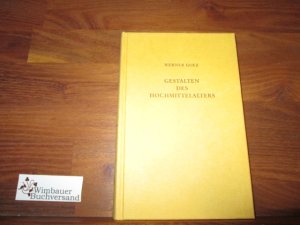 WERNER GOEZ
GESTALTEN
DES
HOCHMITTELALTERS
Wimbauer
Buchversand